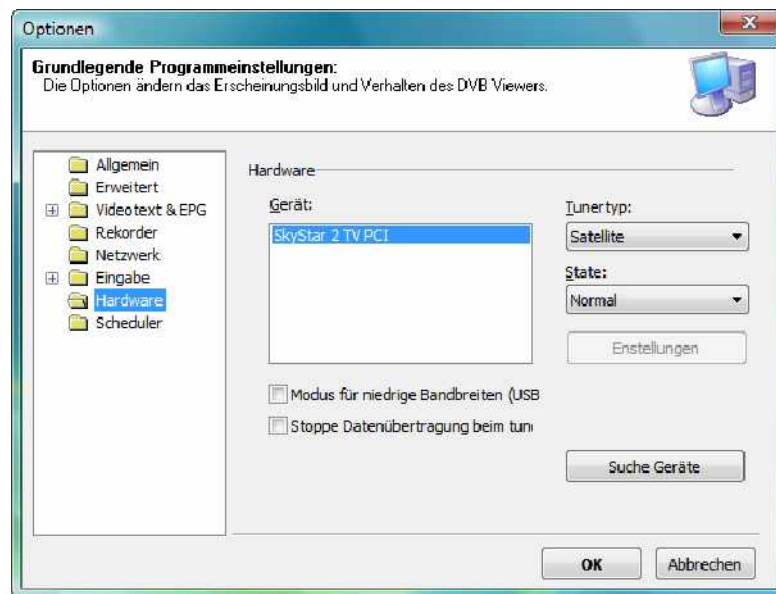 Optionen
Grundlegende Programmeinstellungen:
Die Optionen ändern das Erscheinungsbild und Verhalten des DVB Viewers.
Allgemein
Erweitert
Videotext & EPG
Rekorder
Netzwerk
Eingabe
Hardware
Scheduler
Hardware
Gerät:
SkyStar 2 TV PCI
Tunertyp:
Satellite
State:
Normal
Enstellungen
Modus für niedrige Bandbreiten (USB
Stoppe Datenübertragung beim tun
Suche Geräte
OK
Abbrechen